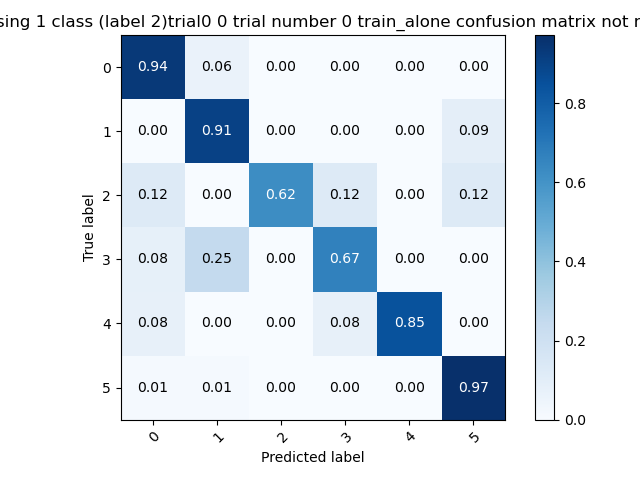 sing 1 class (label 2)trial0 0 trial number 0 train_alone confusion matrix not
0 0.94 0.06 0.00 0.00 0.00 0.00
1 0.00 0.91 0.00 0.00 0.00 0.09 0.8
2 0.12 0.00 0.62 0.12 0.00 0.12 0.6
True label
3 0.08 0.25 0.00 0.67 0.00 0.00 0.4
4 0.08 0.00 0.00 0.08 0.85 0.00 0.2
5 0.01 0.01 0.00 0.00 0.00 0.97
0.0
0 1 2 3 4 5
Predicted label